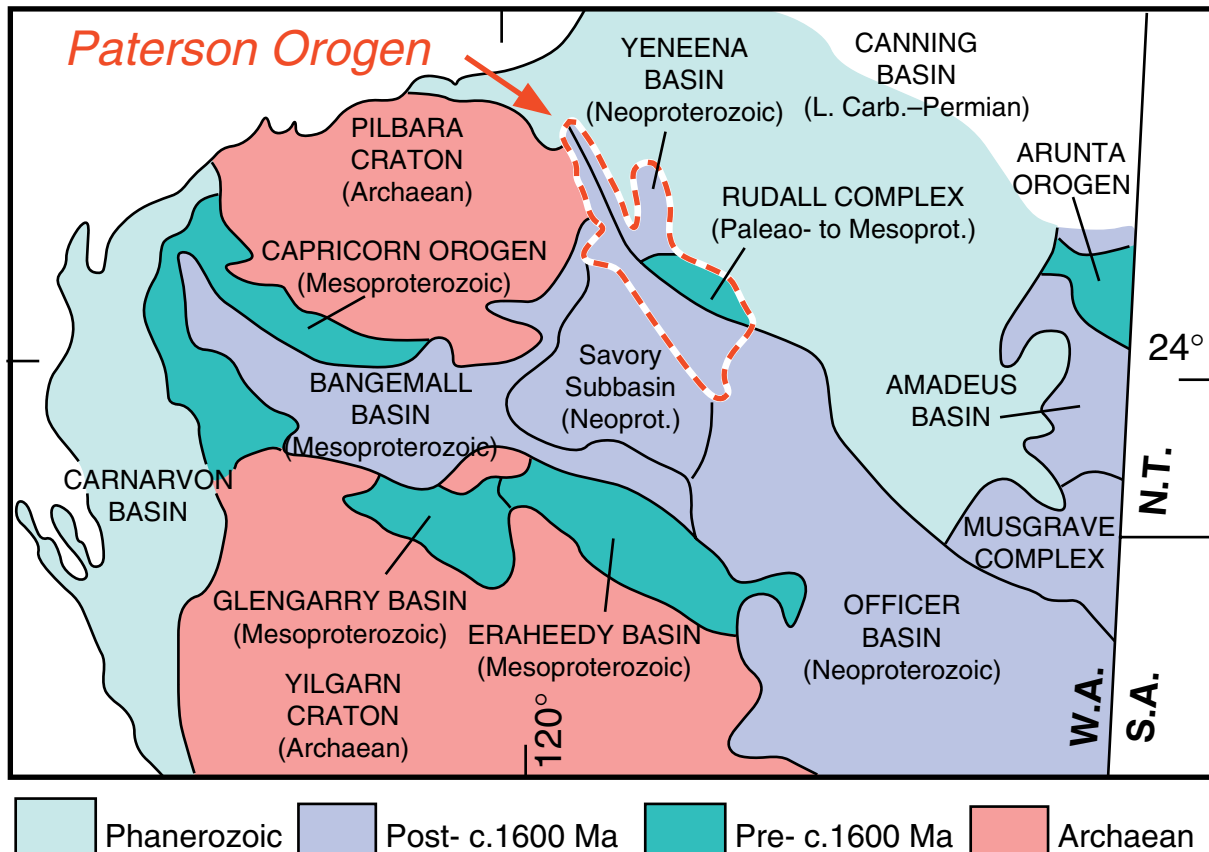 Paterson Orogen
YENEENA
BASIN
(Neoproterozoic)
CANNING
BASIN
(L. Carb.–Permian)
PILBARA
CRATON
(Archaean)
ARUNTA
OROGEN
RUDALL COMPLEX
(Paleao- to Mesoprot.)
CAPRICORN OROGEN
(Mesoproterozoic)
24°
Savory
Subbasin
(Neoprot.)
BANGEMALL
BASIN
(Mesoproterozoic)
AMADEUS
BASIN
CARNARVON
BASIN
N.T.
MUSGRAVE
COMPLEX
GLENGARRY BASIN
(Mesoproterozoic)
ERAHEEDY BASIN
(Mesoproterozoic)
OFFICER
BASIN
(Neoproterozoic)
YILGARN
CRATON
(Archaean)
120°
W.A.
S.A.
Phanerozoic
Post- c.1600 Ma
Pre- c.1600 Ma
Archaean